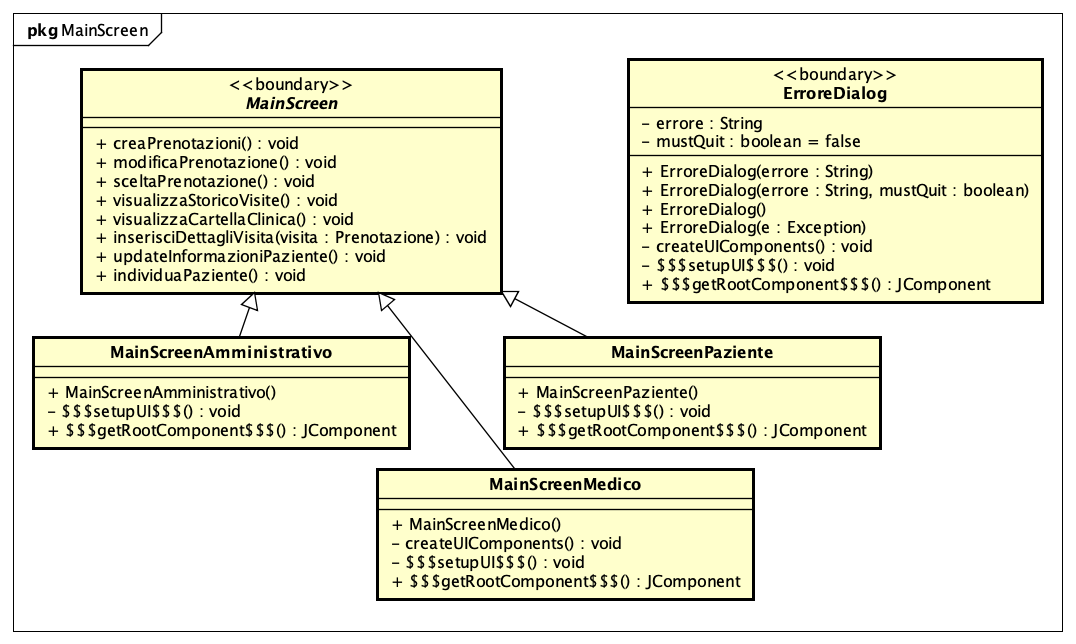 pkg MainScreen
<<boundary>>
MainScreen
+ creaPrenotazioni() : void
+ modificaPrenotazione() : void
+ sceltaPrenotazione() : void
+ visualizzaStoricoVisite() : void
+ visualizzaCartellaClinica() : void
+ inserisciDettagliVisita(visita : Prenotazione) : void
+ updateInformazioniPaziente() : void
+ individuaPaziente() : void
<<boundary>>
ErroreDialog
- errore : String
- mustQuit : boolean = false
+ ErroreDialog(errore : String)
+ ErroreDialog(errore : String, mustQuit : boolean)
+ ErroreDialog()
+ ErroreDialog(e : Exception)
- createUIComponents() : void
- $$$setupUI$$$() : void
+ $$$getRootComponent$$$() : JComponent
MainScreenAmministrativo
+ MainScreenAmministrativo()
- $$$setupUI$$$() : void
+ $$$getRootComponent$$$() : JComponent
MainScreenPaziente
+ MainScreenPaziente()
- $$$setupUI$$$() : void
+ $$$getRootComponent$$$() : JComponent
MainScreenMedico
+ MainScreenMedico()
- createUIComponents() : void
- $$$setupUI$$$() : void
+ $$$getRootComponent$$$() : JComponent